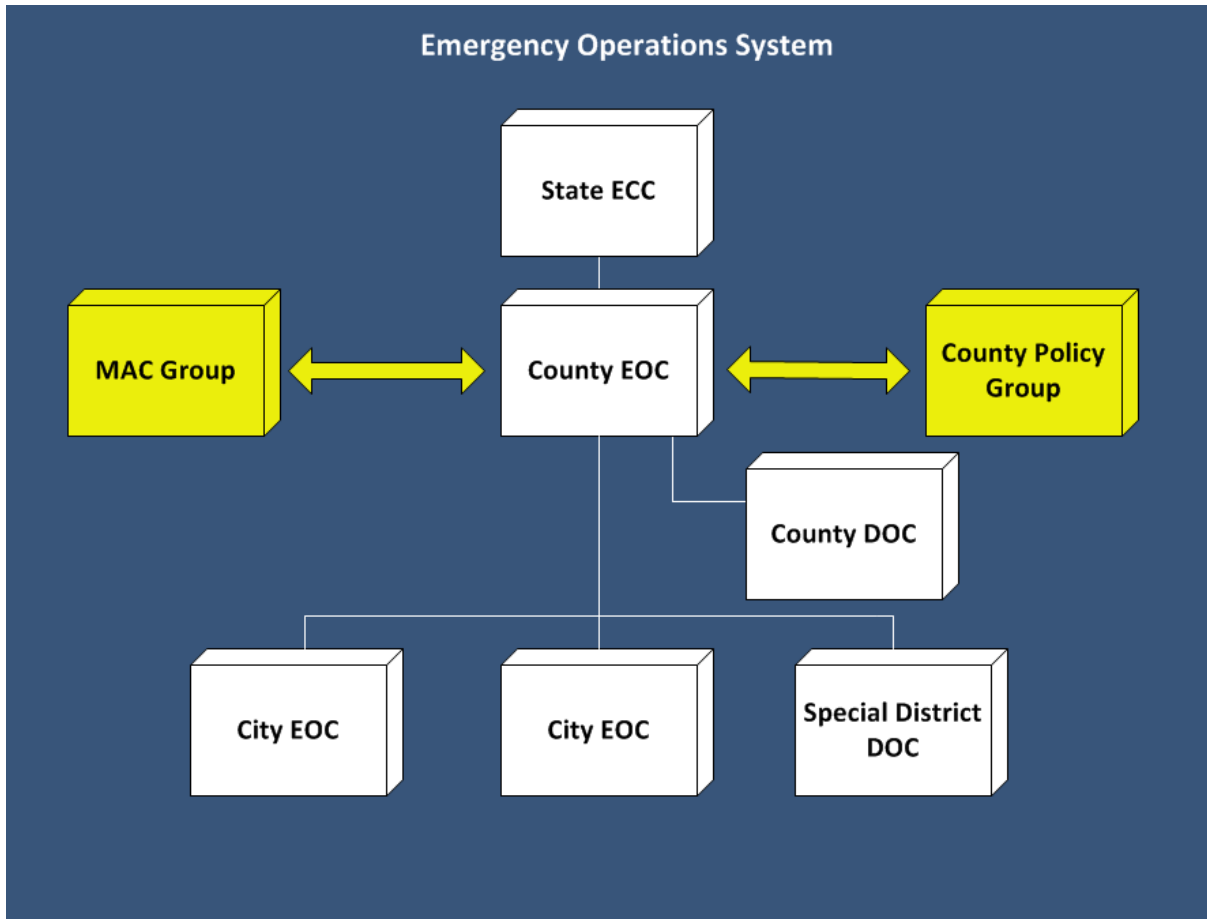 Emergency Operations System
State ECC
MAC Group
County EOC
County Policy
Group
County DOC
City EOC
City EOC
Special District
DOC